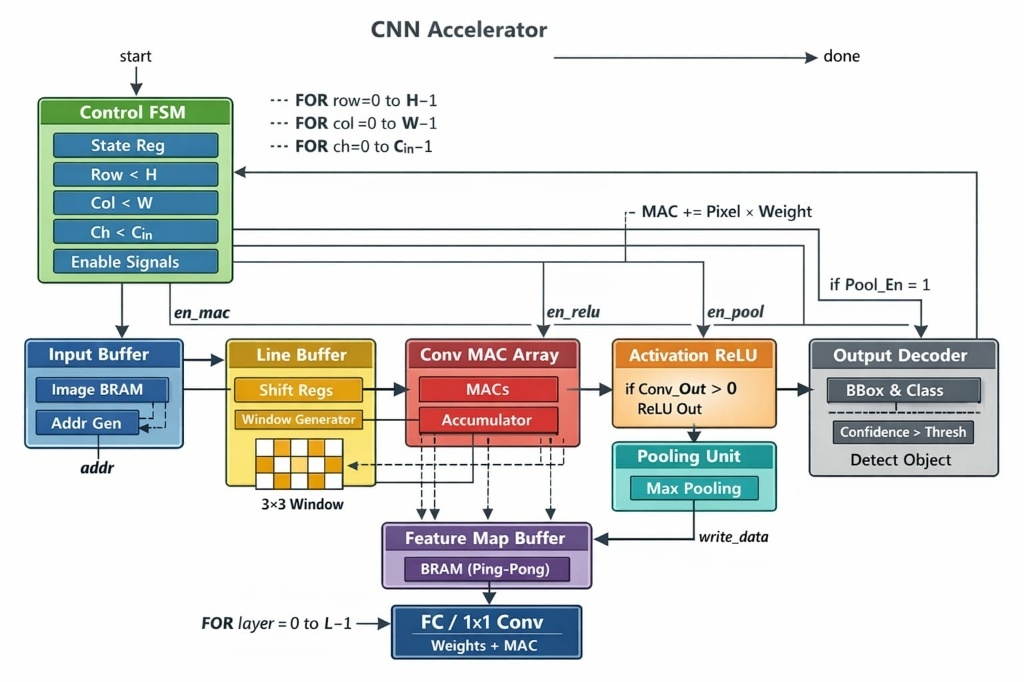 CNN Accelerator
start
done
Control FSM
State Reg
Row < H
Col < W
Ch < Cin
Enable Signals
--- FOR row=0 to H−1
--- FOR col =0 to W−1
--- FOR ch=0 to Cin−1
MAC += Pixel × Weight
if Pool_En = 1
en_mac
en_relu
en_pool
Input Buffer
Image BRAM
Addr Gen
addr
Line Buffer
Shift Regs
Window Generator
3×3 Window
Conv MAC Array
MACs
Accumulator
Activation ReLU
if Conv_Out > 0
ReLU Out
Pooling Unit
Max Pooling
write_data
Output Decoder
BBox & Class
Confidence > Thresh
Detect Object
Feature Map Buffer
BRAM (Ping-Pong)
FOR layer = 0 to L−1
FC / 1x1 Conv
Weights + MAC